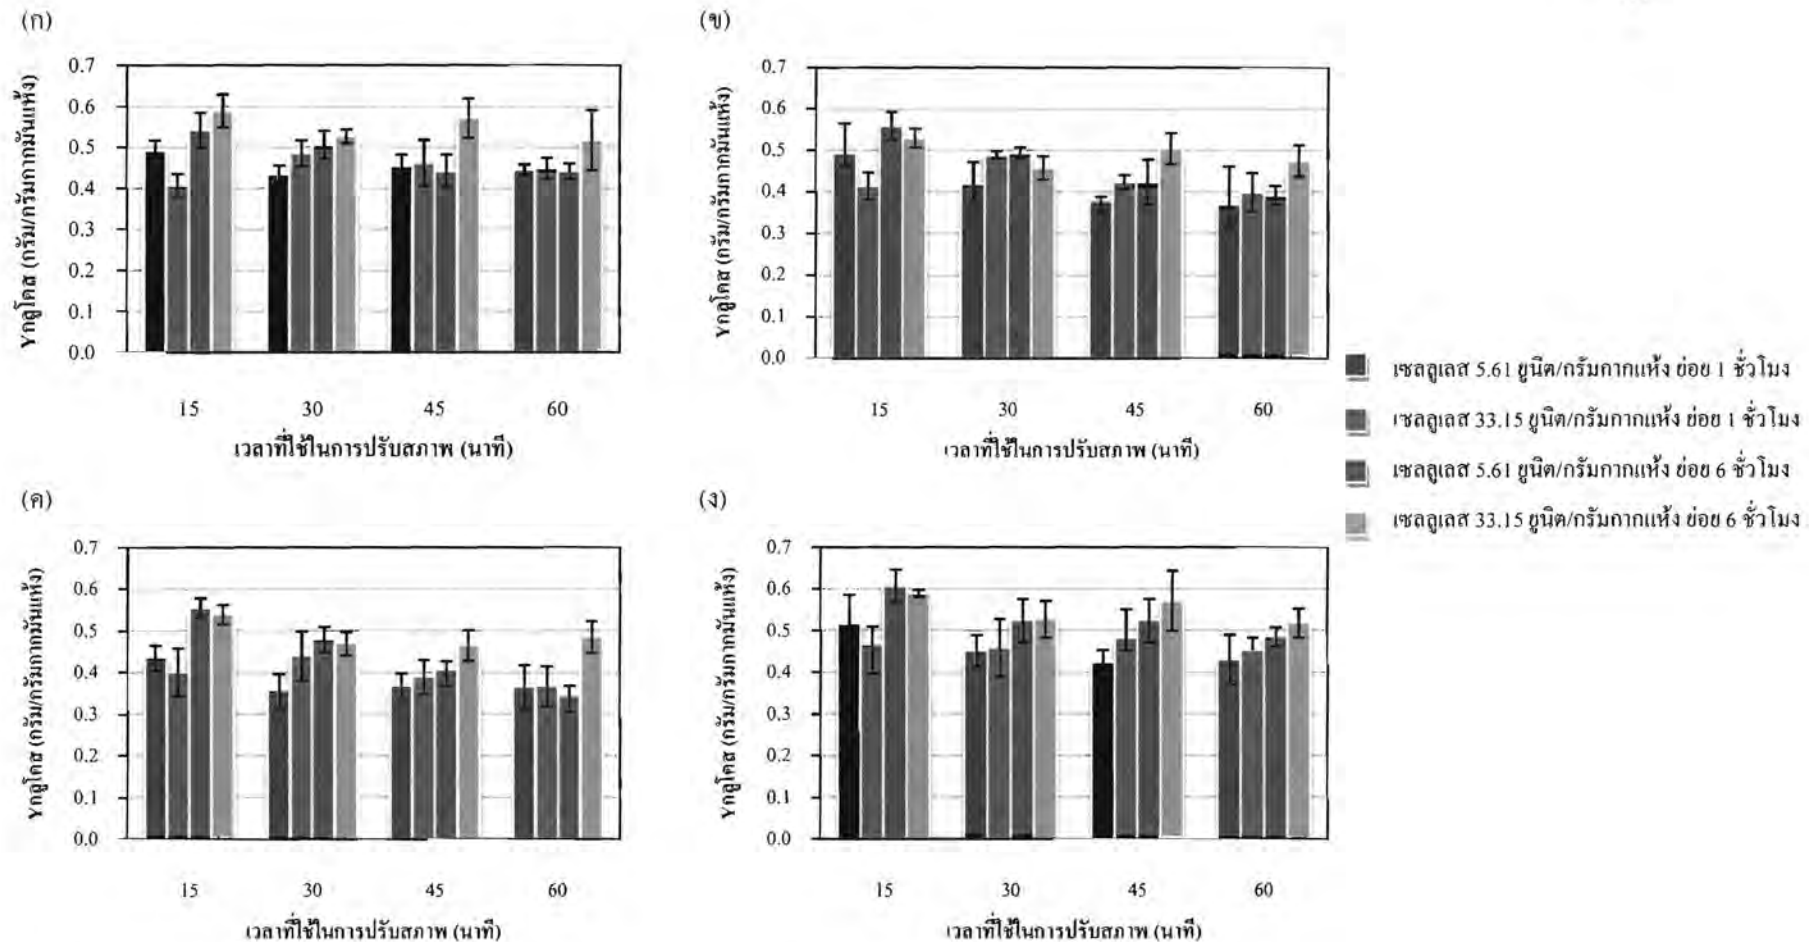 (ก)
Yกลูโคส (กรัม/กรัมกากมันแห้ง)
0.7
0.6
0.5
0.4
0.3
0.2
0.1
0.0
15 30 45 60
เวลาที่ใช้ในการปรับสภาพ (นาที)
(ข)
Yกลูโคส (กรัม/กรัมกากมันแห้ง)
0.7
0.6
0.5
0.4
0.3
0.2
0.1
0.0
15 30 45 60
เวลาที่ใช้ในการปรับสภาพ (นาที)
เซลลูเลส 5.61 ยูนิต/กรัมกากแห้ง ย่อย 1 ชั่วโมง
เซลลูเลส 33.15 ยูนิต/กรัมกากแห้ง ย่อย 1 ชั่วโมง
เซลลูเลส 5.61 ยูนิต/กรัมกากแห้ง ย่อย 6 ชั่วโมง
เซลลูเลส 33.15 ยูนิต/กรัมกากแห้ง ย่อย 6 ชั่วโมง
(ค)
Yกลูโคส (กรัม/กรัมกากมันแห้ง)
0.7
0.6
0.5
0.4
0.3
0.2
0.1
0.0
15 30 45 60
เวลาที่ใช้ในการปรับสภาพ (นาที)
(ง)
Yกลูโคส (กรัม/กรัมกากมันแห้ง)
0.7
0.6
0.5
0.4
0.3
0.2
0.1
0.0
15 30 45 60
เวลาที่ใช้ในการปรับสภาพ (นาที)